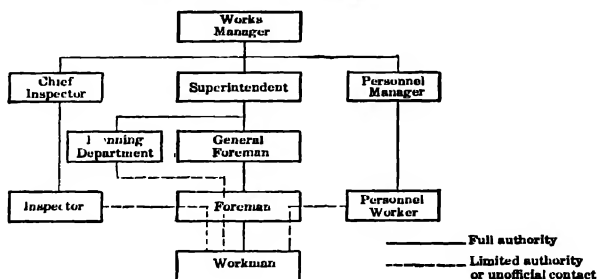 Works
Manager
Chief
Inspector
Superintendent
Personnel
Manager
Department
General
Foreman
Inspector
Foreman
Personnel
Worker
Workman
Full authority
Limited authority
or unofficial contact